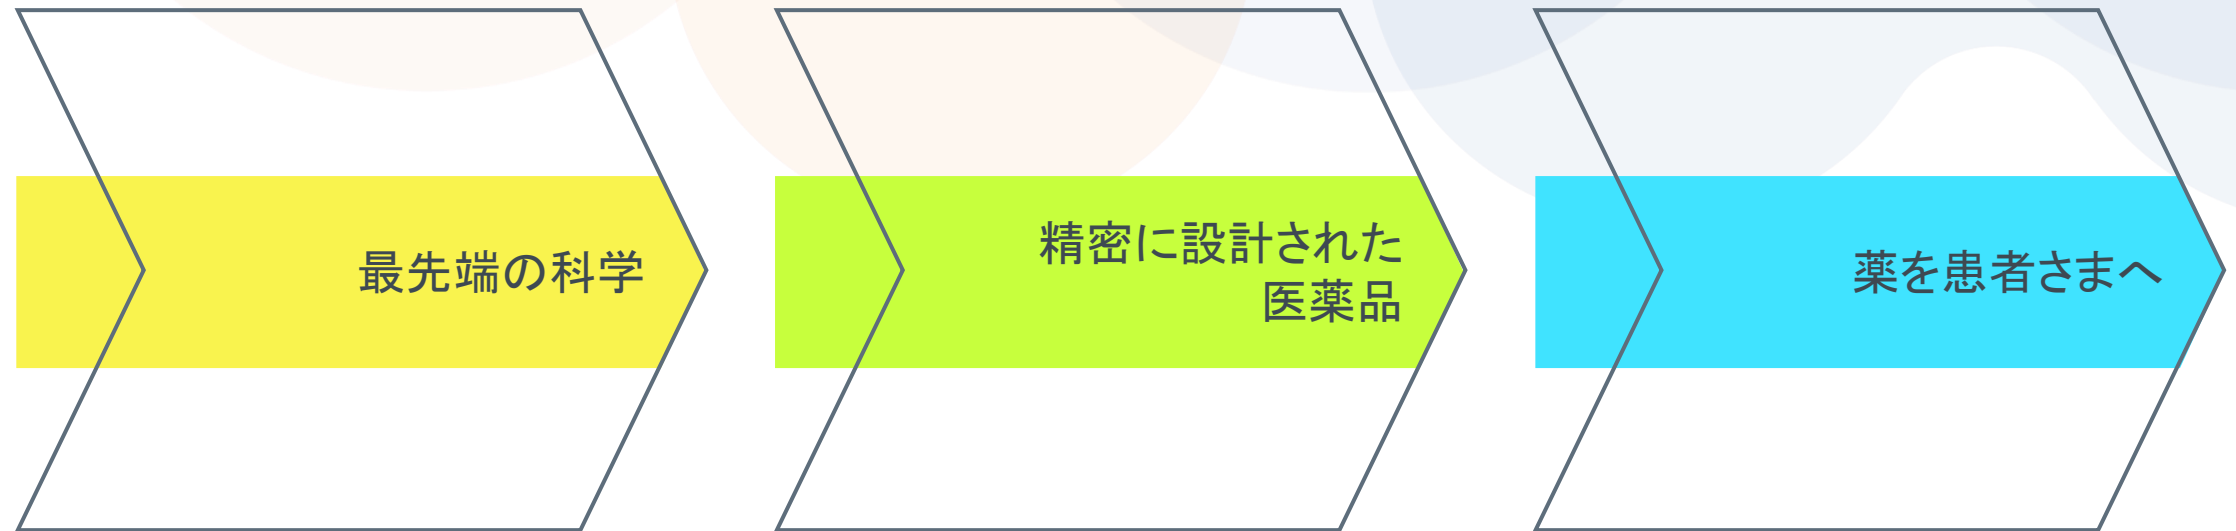 最先端の科学
精密に設計された
医薬品
薬を患者さまへ